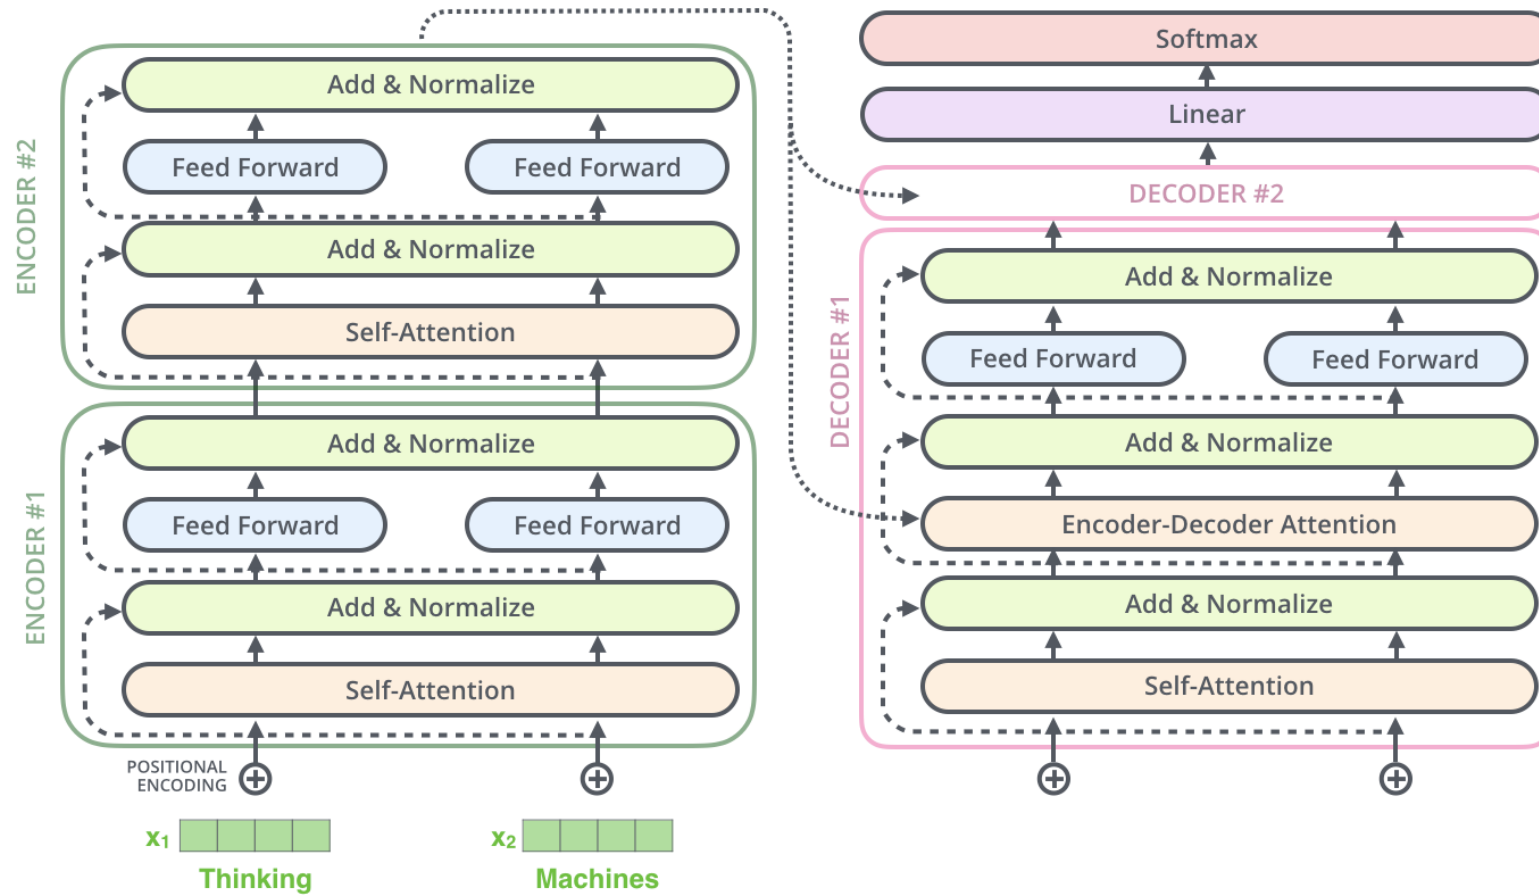 ENCODER #2
Add & Normalize
Feed Forward
Feed Forward
Add & Normalize
Self-Attention
ENCODER #1
Add & Normalize
Feed Forward
Feed Forward
Add & Normalize
Self-Attention
POSITIONAL
ENCODING
x1
x2
Thinking
Machines
Softmax
Linear
DECODER #2
DECODER #1
Add & Normalize
Feed Forward
Feed Forward
Add & Normalize
Encoder-Decoder Attention
Add & Normalize
Self-Attention